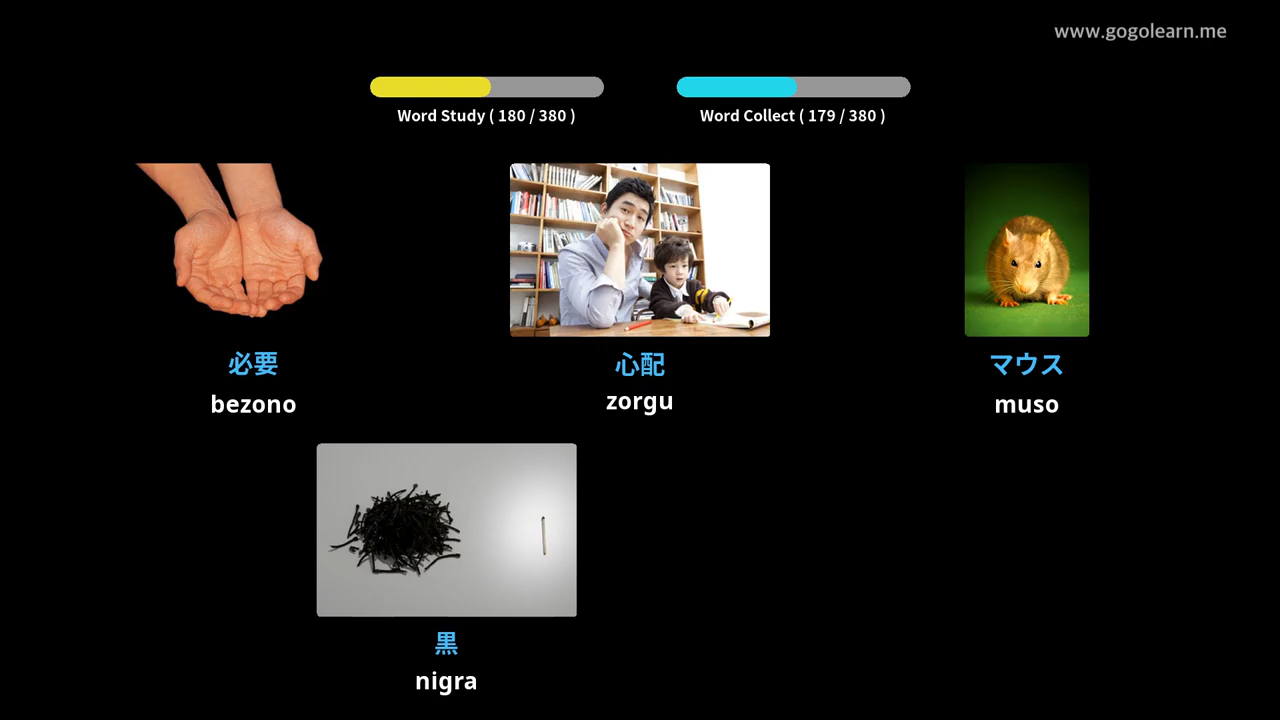 www.gogolearn.me
Word Study ( 180 / 380 )
Word Collect ( 179 / 380 )
必要
bezono
心配
zorgu
マウス
muso
黒
nigra